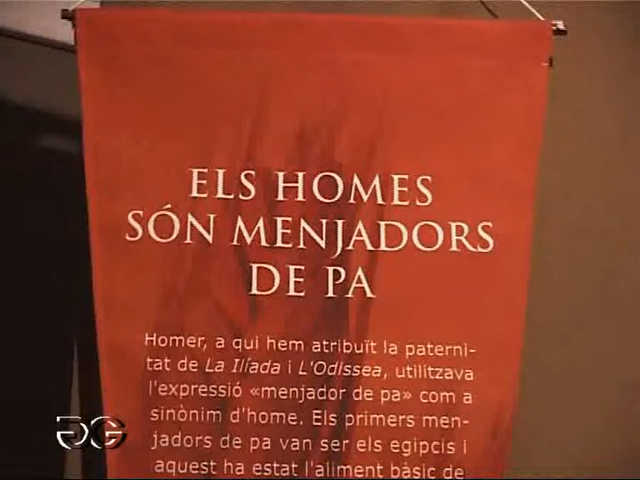 ELS HOMES
SÓN MENJADORS
DE PA
Homer, a qui hem atribuït la paterni-
tat de La Ilíada i L'Odissea, utilitzava
l'expressió «menjador de pa» com a
sinònim d'home. Els primers men-
jadors de pa van ser els egipcis i
aquest ha estat l'aliment bàsic de